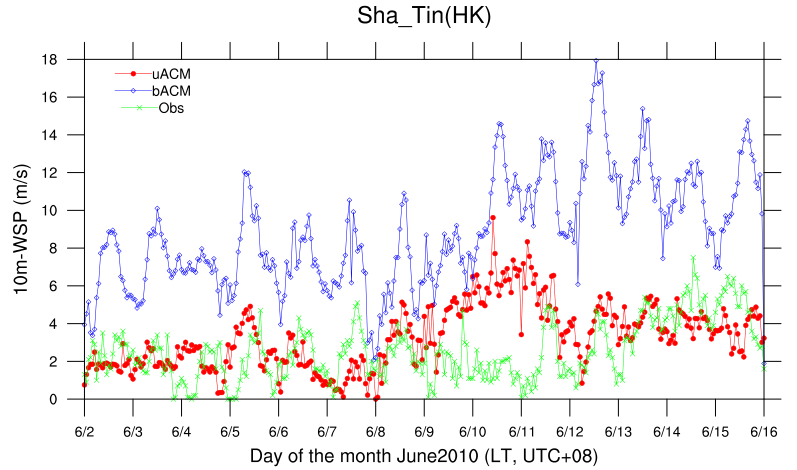 Sha_Tin(HK)
18
16
14
12
10
8
6
4
2
0
10m-WSP (m/s)
uACM
bACM
Obs
6/2 6/3 6/4 6/5 6/6 6/7 6/8 6/9 6/10 6/11 6/12 6/13 6/14 6/15 6/16
Day of the month June2010 (LT, UTC+08)